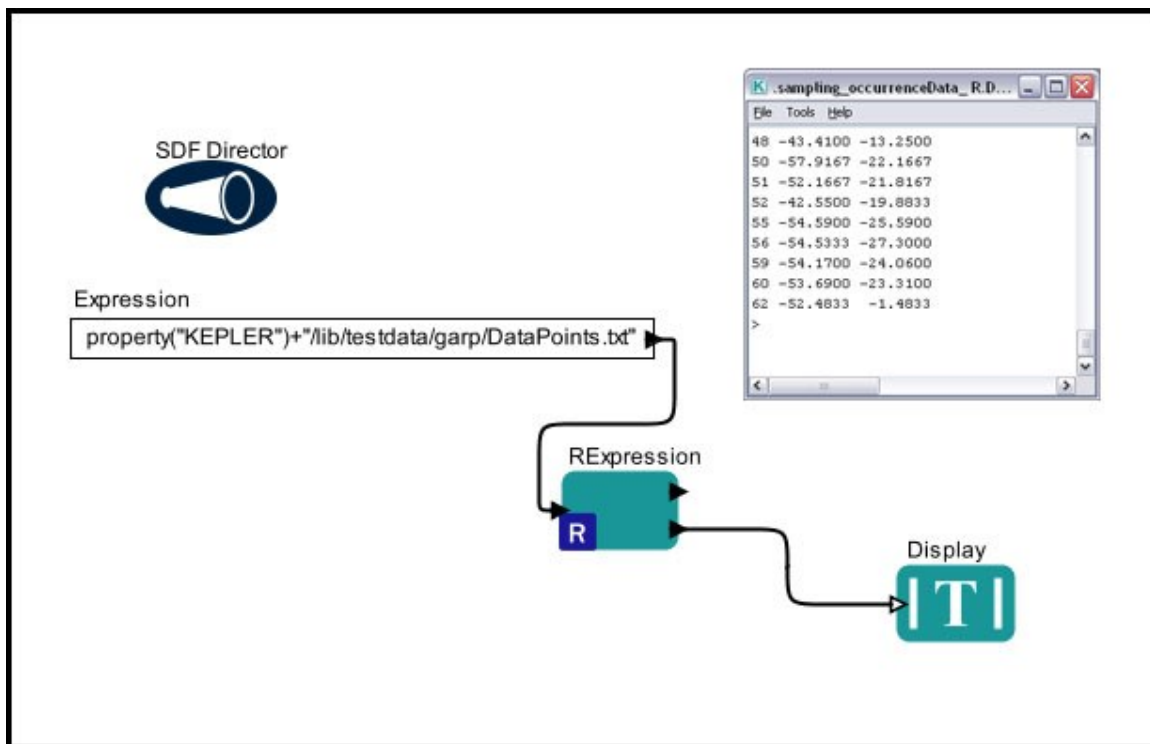 SDF Director
Expression
property("KEPLER")+"/lib/testdata/garp/DataPoints.txt"
RExpression
R
Display
T
K .sampling_occurrenceData_ R.D...
File Tools Help
48 -43.4100 -13.2500
50 -57.9167 -22.1667
51 -52.1667 -21.8167
52 -42.5500 -19.8833
55 -54.5900 -25.5900
56 -54.5333 -27.3000
59 -54.1700 -24.0600
60 -53.6900 -23.3100
62 -52.4833 -1.4833
>